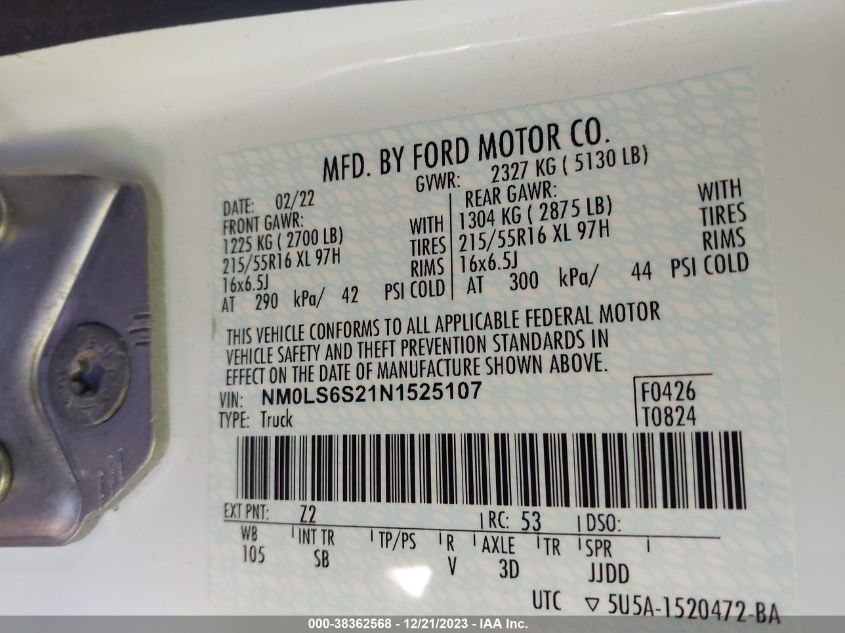 MFD. BY FORD MOTOR CO.
DATE: 02/22 GVWR: 2327 KG ( 5130 LB)
FRONT GAWR: REAR GAWR:
1225 KG ( 2700 LB) WITH 1304 KG ( 2875 LB) WITH
215/55R16 XL 97H TIRES 215/55R16 XL 97H TIRES
16x6.5J RIMS 16x6.5J RIMS
AT 290 kPa/ 42 PSI COLD AT 300 kPa/ 44 PSI COLD
THIS VEHICLE CONFORMS TO ALL APPLICABLE FEDERAL MOTOR
VEHICLE SAFETY AND THEFT PREVENTION STANDARDS IN
EFFECT ON THE DATE OF MANUFACTURE SHOWN ABOVE.
VIN: NM0LS6S21N1525107 F0426
TYPE: Truck T0824
EXT PNT: Z2 RC: 53 DSO:
WB INT TR TP/PS R AXLE TR SPR
105 SB V 3D JJDD
UTC ▽ 5U5A-1520472-BA
000-38362568 - 12/21/2023 - IAA Inc.